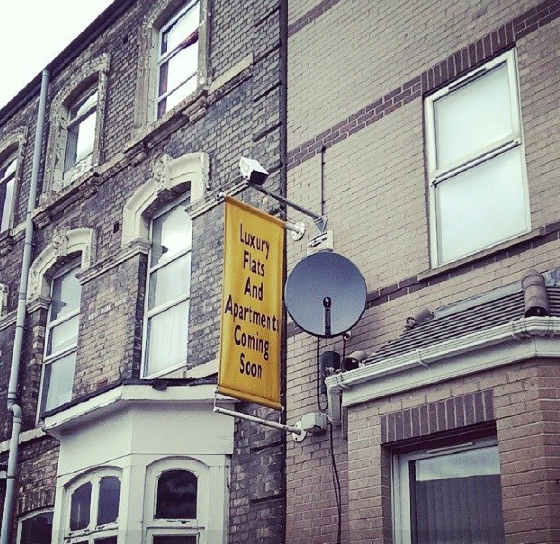 Luxury
Flats
And
Apartments
Coming
Soon